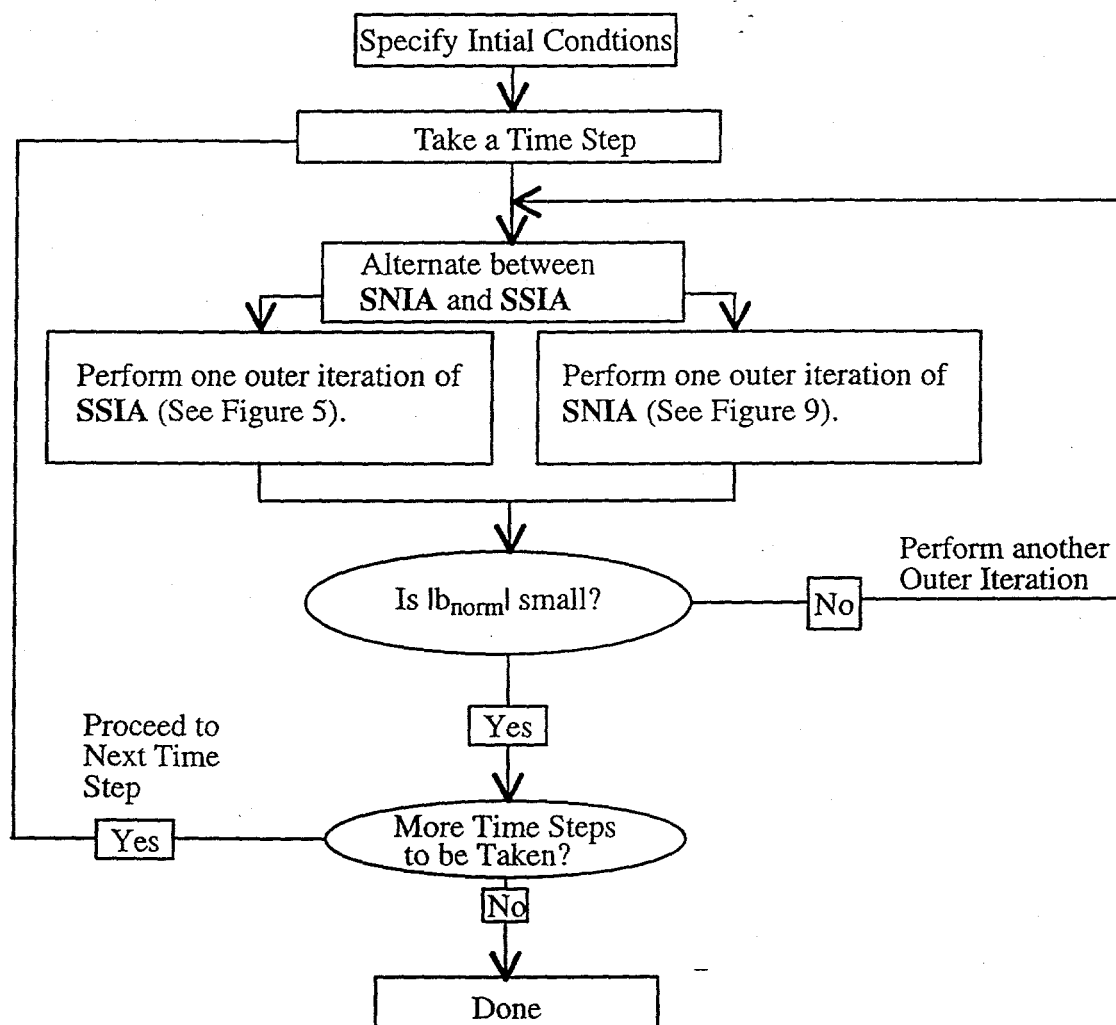 Specify Intial Condtions
Take a Time Step
Alternate between
SNIA and SSIA
Perform one outer iteration of
SSIA (See Figure 5).
Perform one outer iteration of
SNIA (See Figure 9).
Is |bnorm| small?
No
Perform another
Outer Iteration
Yes
Proceed to
Next Time
Step
More Time Steps
to be Taken?
Yes
No
Done